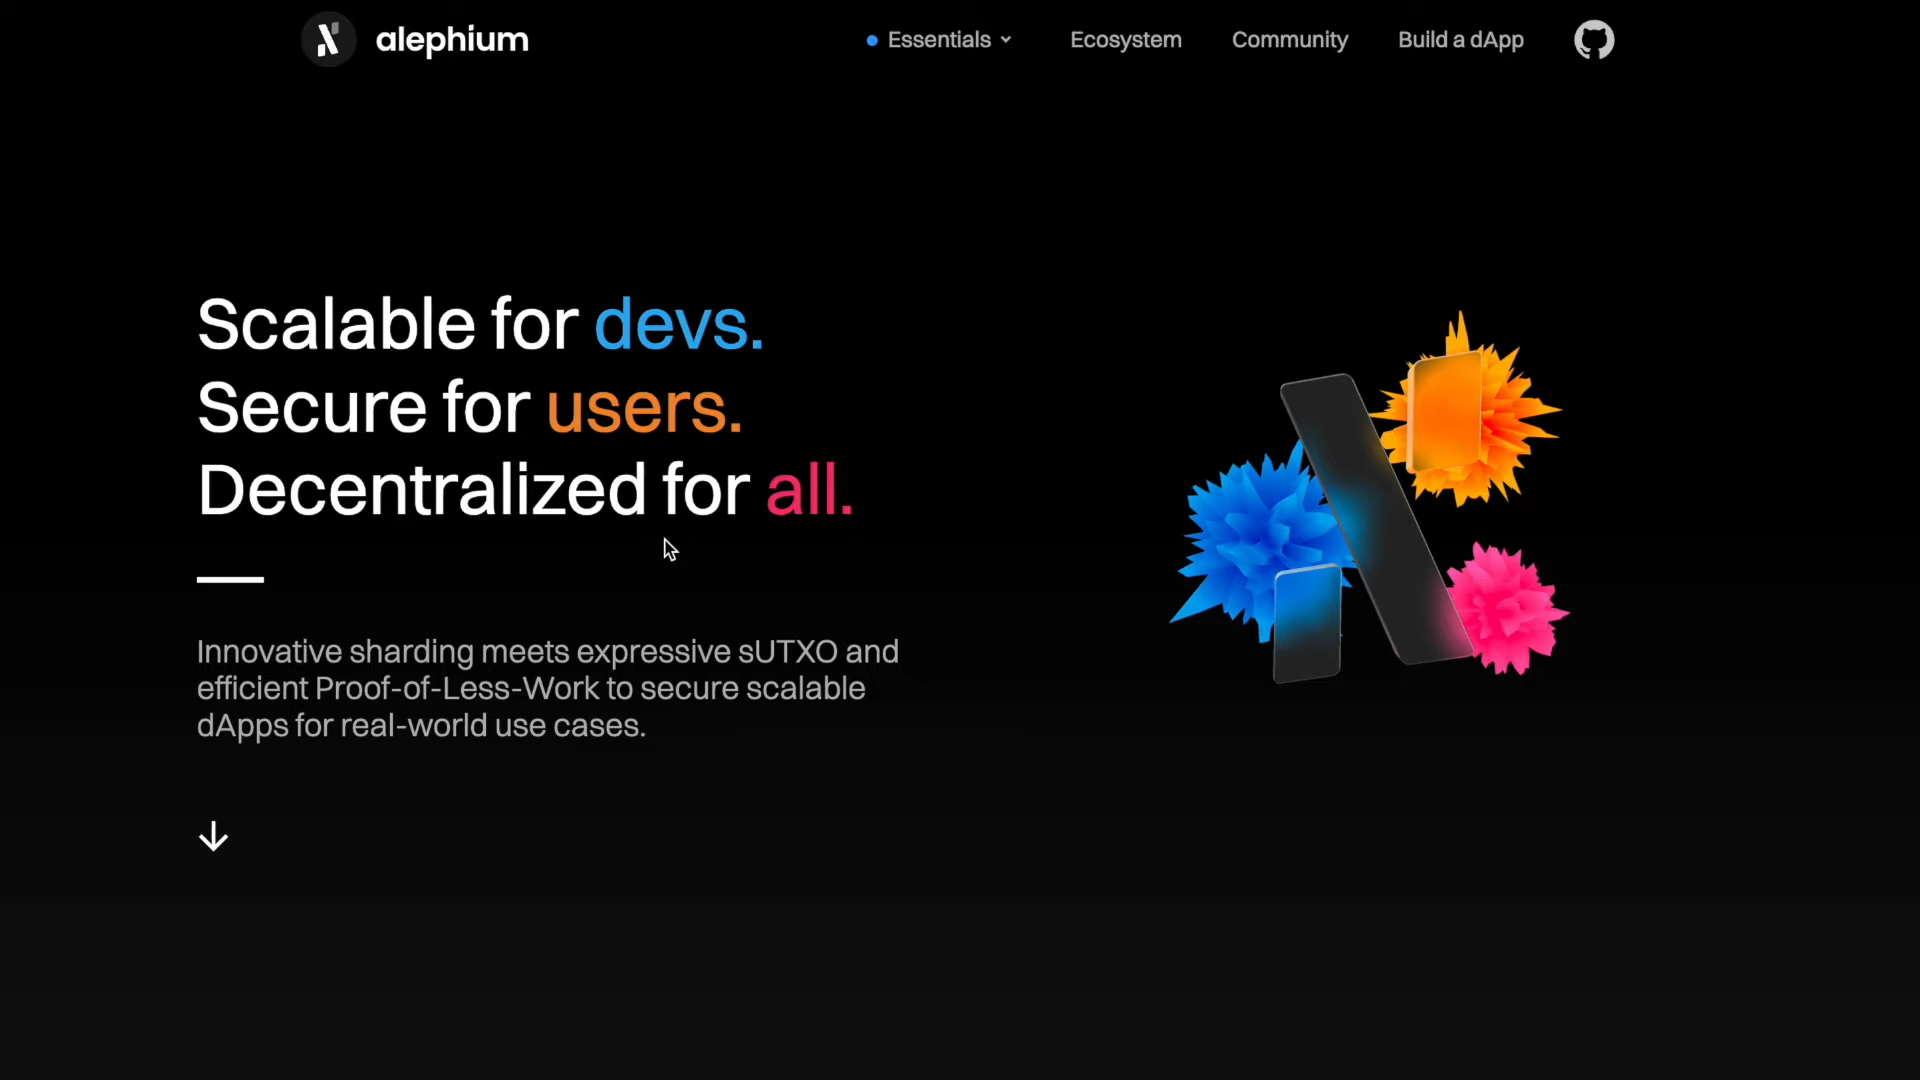 alephium
Essentials
Ecosystem
Community
Build a dApp
Scalable for devs.
Secure for users.
Decentralized for all.
Innovative sharding meets expressive sUTXO and
efficient Proof-of-Less-Work to secure scalable
dApps for real-world use cases.